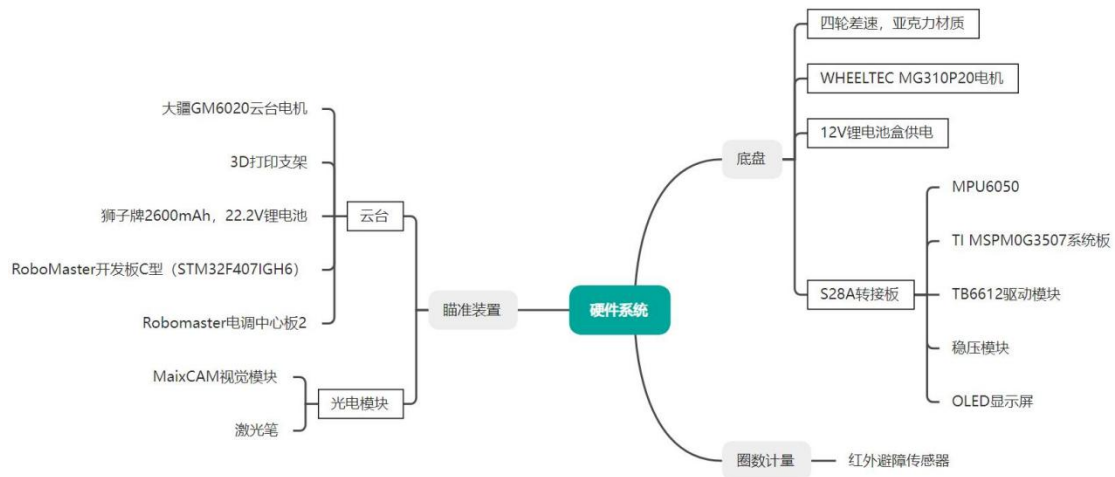 大疆GM6020云台电机
3D打印支架
狮子牌2600mAh，22.2V锂电池
RoboMaster开发板C型（STM32F407IGH6）
Robomaster电调中心板2
云台
MaixCAM视觉模块
激光笔
光电模块
瞄准装置
硬件系统
底盘
四轮差速，亚克力材质
WHEELTEC MG310P20电机
12V锂电池盒供电
S28A转接板
MPU6050
TI MSPM0G3507系统板
TB6612驱动模块
稳压模块
OLED显示屏
圈数计量
红外避障传感器